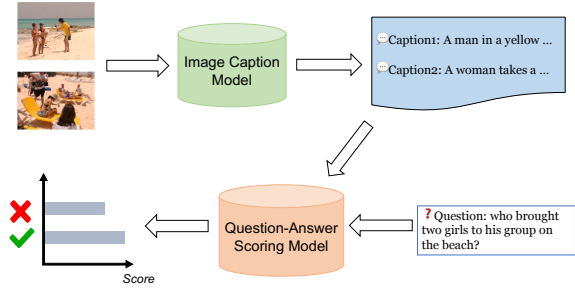 Image Caption
Model
Caption1: A man in a yellow ...
Caption2: A woman takes a ...
Question-Answer
Scoring Model
? Question: who brought
two girls to his group on
the beach?
Score